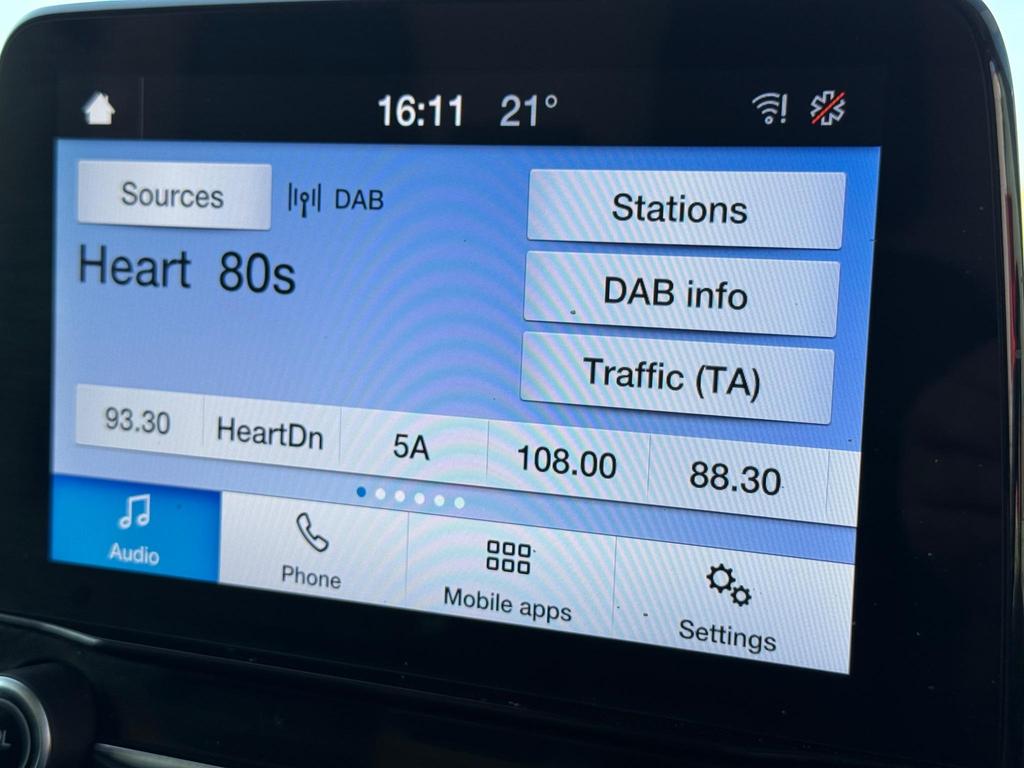 16:11 21°
Sources DAB
Stations
Heart 80s
DAB info
Traffic (TA)
93.30 HeartDn 5A 108.00 88.30
Audio Phone Mobile apps Settings